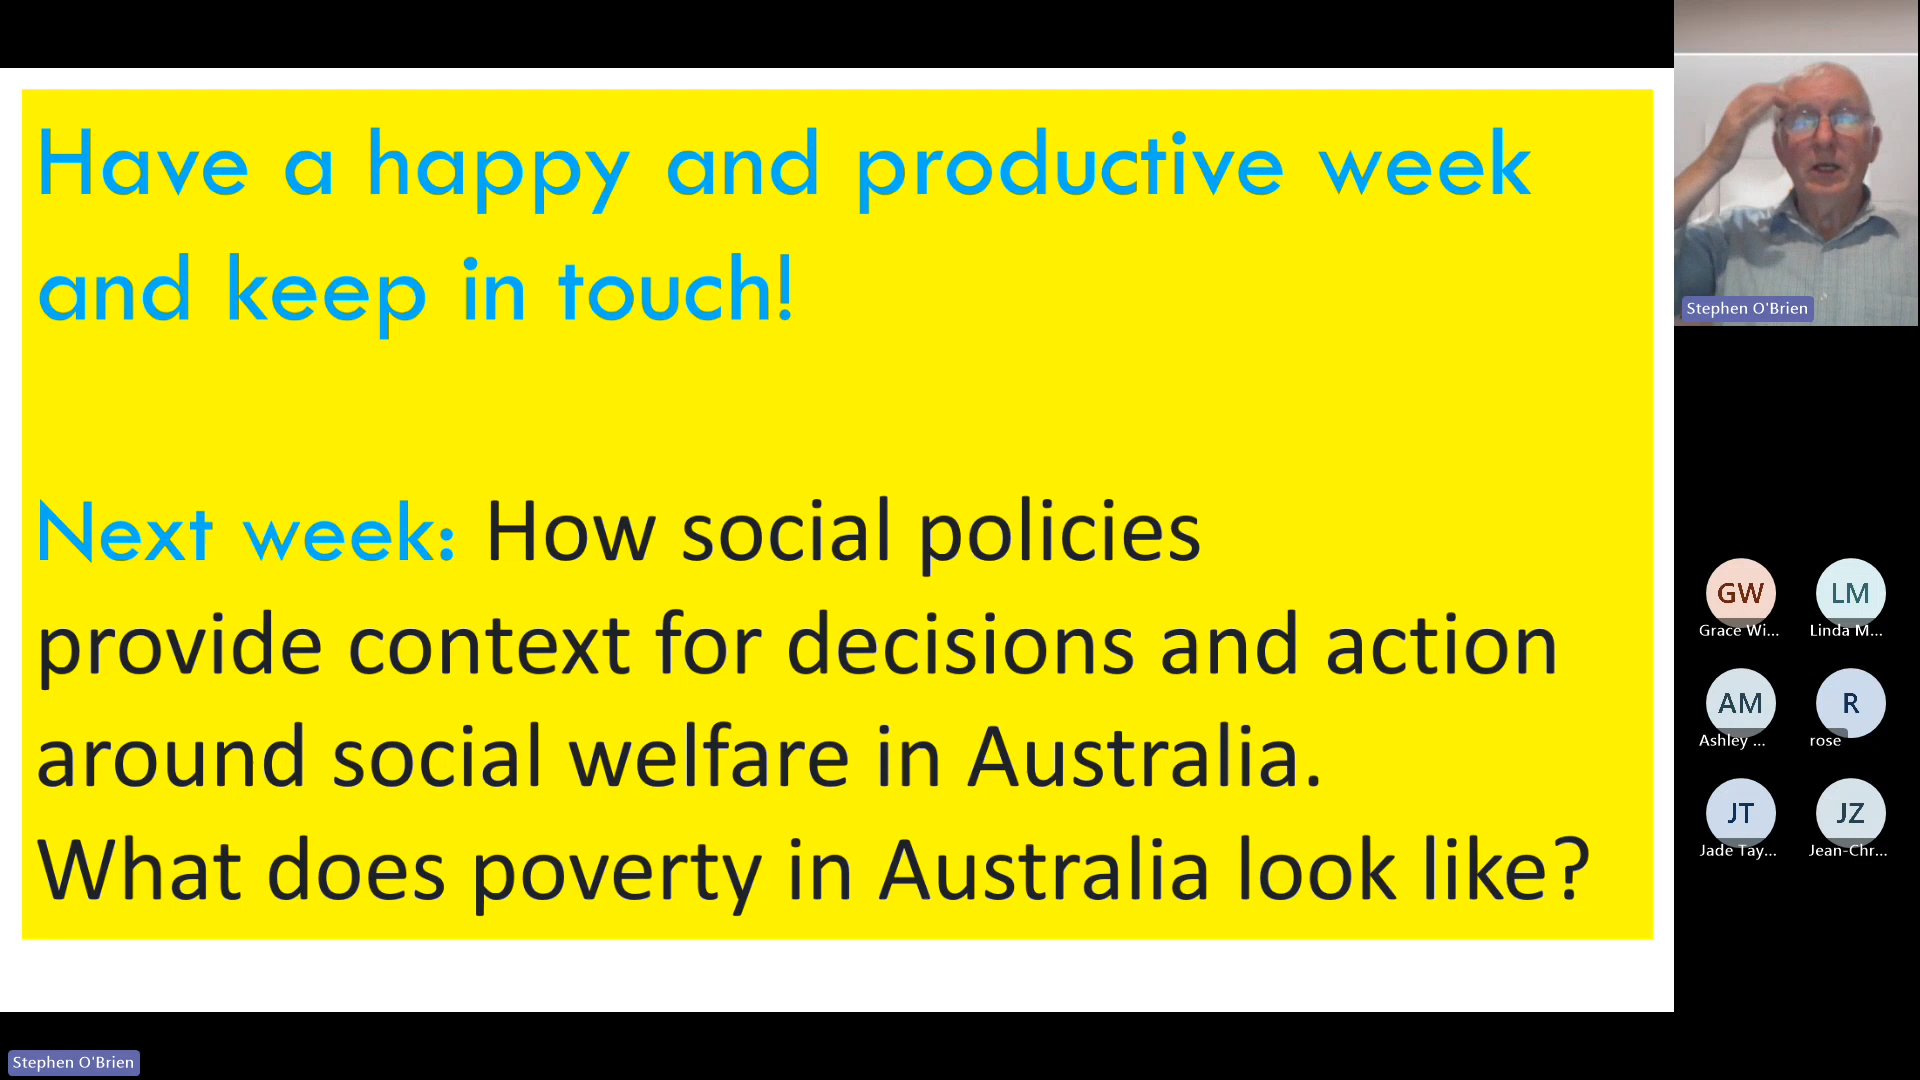 Have a happy and productive week
and keep in touch!
Next week: How social policies
provide context for decisions and action
around social welfare in Australia.
What does poverty in Australia look like?
Stephen O'Brien
GW
LM
Grace Wi...
Linda M...
AM
R
Ashley ...
rose
JT
JZ
Jade Tay...
Jean-Chr...
Stephen O'Brien